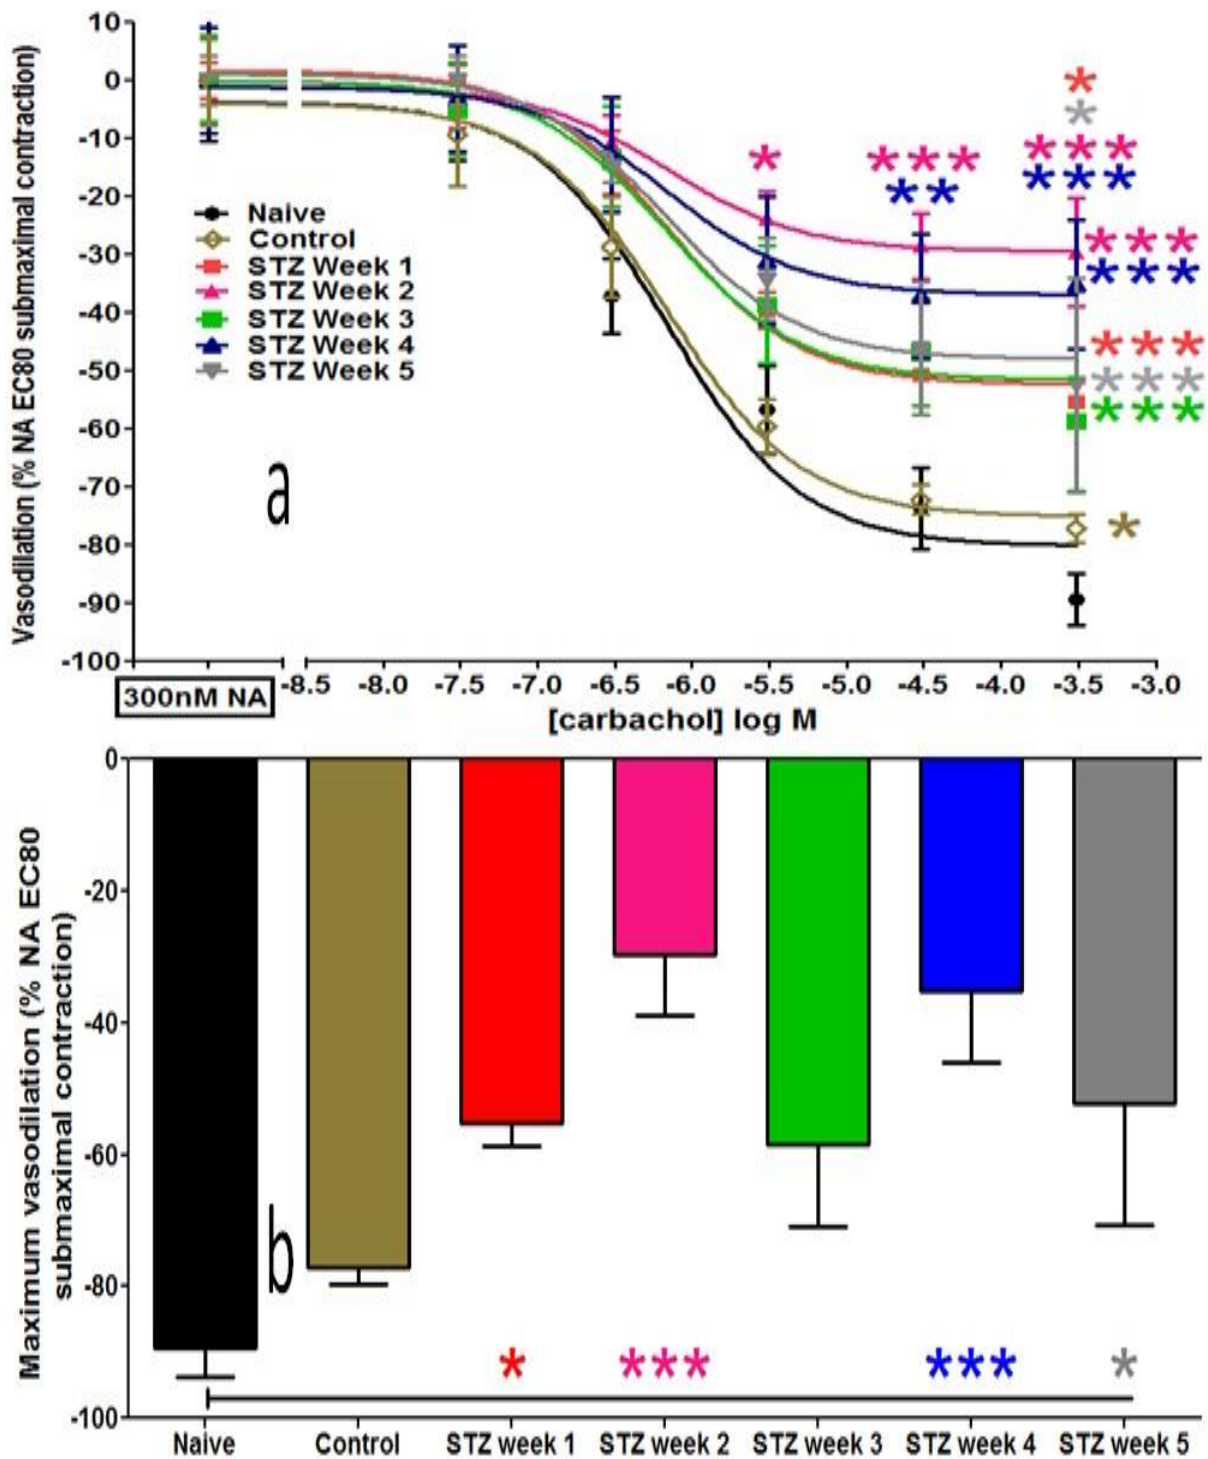 Vasodilation (% NA EC80 submaximal contraction)
10
0
-10
-20
-30
-40
-50
-60
-70
-80
-90
-100
*
*
***
***
*
***
**
***
***
***
***
***
*
Naive
Control
STZ Week 1
STZ Week 2
STZ Week 3
STZ Week 4
STZ Week 5
a
300nM NA
-8.5 -8.0 -7.5 -7.0 -6.5 -6.0 -5.5 -5.0 -4.5 -4.0 -3.5 -3.0
[carbachol] log M
Maximum vasodilation (% NA EC80
submaximal contraction)
0
-20
-40
-60
-80
-100
b
* *** *** *
Naive Control STZ week 1 STZ week 2 STZ week 3 STZ week 4 STZ week 5